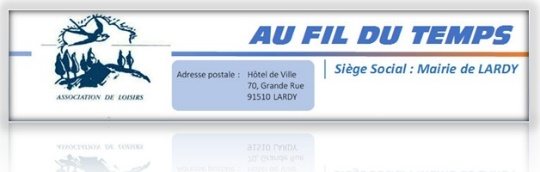 AU FIL DU TEMPS
Siège Social : Mairie de LARDY
Adresse postale : Hôtel de Ville
70, Grande Rue
91510 LARDY
ASSOCIATION DE LOISIRS